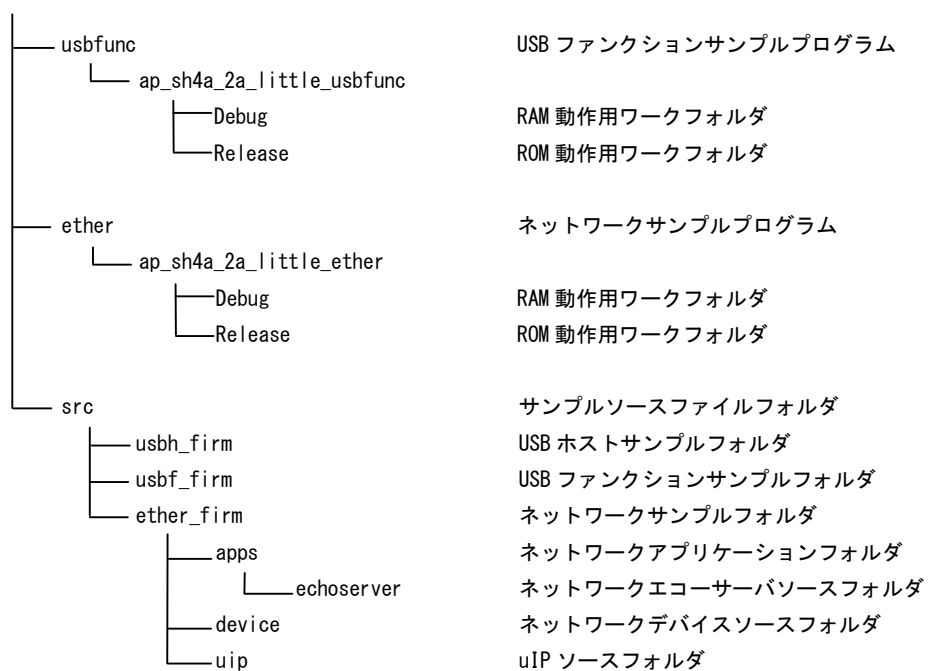 usbfunc USB ファンクションサンプルプログラム
ap_sh4a_2a_little_usbfunc
Debug RAM 動作用ワークフォルダ
Release ROM 動作用ワークフォルダ
ether ネットワークサンプルプログラム
ap_sh4a_2a_little_ether
Debug RAM 動作用ワークフォルダ
Release ROM 動作用ワークフォルダ
src サンプルソースファイルフォルダ
usbh_firm USB ホストサンプルフォルダ
usbf_firm USB ファンクションサンプルフォルダ
ether_firm ネットワークサンプルフォルダ
apps ネットワークアプリケーションフォルダ
echoserver ネットワークエコーサーバソースフォルダ
device ネットワークデバイスソースフォルダ
uip uIP ソースフォルダ